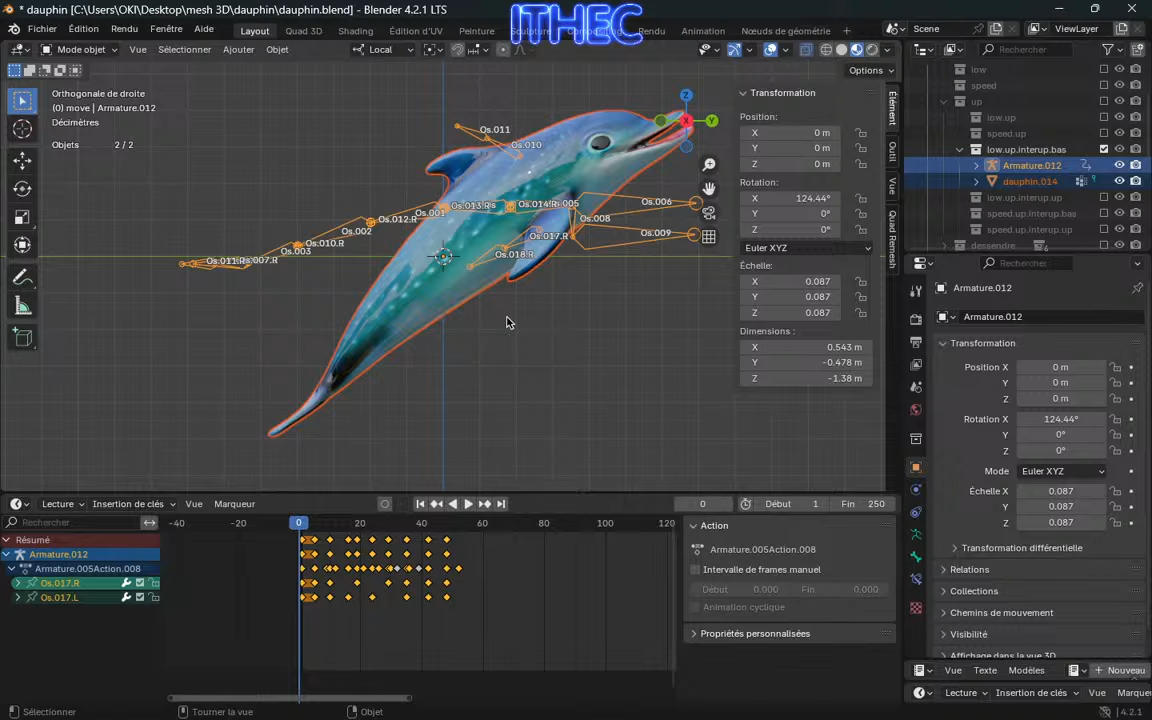 * dauphin [C:\Users\OKI\Desktop\mesh 3D\dauphin\dauphin.blend] - Blender 4.2.1 LTS
ITHEC
Fichier Édition Rendu Fenêtre Aide Layout Quad 3D Shading Édition d'UV Peinture Rendu Animation Nœuds de géométrie Scene ViewLayer
Mode objet Vue Sélectionner Ajouter Objet Local Rechercher
Options
Orthogonale de droite
(0) move | Armature.012
Décimètres
Objets 2 / 2
Os.011
Os.010
Os.013.R
Os.014.R
Os.006
Os.012.R
Os.001
Os.008
Os.002
Os.009
Os.017.R
Os.010.R
Os.003
Os.018.R
Os.011.R
Z
Y
X
Transformation
Position:
X 0 m
Y 0 m
Z 0 m
Rotation:
X 124.44°
Y 0°
Z 0°
Euler XYZ
Échelle:
X 0.087
Y 0.087
Z 0.087
Dimensions :
X 0.543 m
Y -0.478 m
Z -1.38 m
Élément
Outil
Vue
Quad Remesh
low
speed
up
low.up
speed.up
low.up.interup.bas
Armature.012
dauphin.014
low.up.interup.up
speed.up.interup.bas
speed.up.interup.up
dessendre
Rechercher
Armature.012
Armature.012
Transformation
Position X 0 m
Y 0 m
Z 0 m
Rotation X 124.44°
Y 0°
Z 0°
Mode Euler XYZ
Échelle X 0.087
Y 0.087
Z 0.087
Transformation différentielle
Relations
Collections
Chemins de mouvement
Visibilité
Affichage dans la vue 3D
Vue Texte Modèles Nouveau
Lecture Insertion de clés Vue Marque
Lecture Insertion de clés Vue Marqueur 0 Début 1 Fin 250
Rechercher -40 -20 0 20 40 60 80 100 120
Résumé
Armature.012
Armature.005Action.008
Os.017.R
Os.017.L
Action
Armature.005Action.008
Intervalle de frames manuel
Début 0.000 Fin 0.000
Animation cyclique
Propriétés personnalisées
Sélectionner Tourner la vue Objet 4.2.1